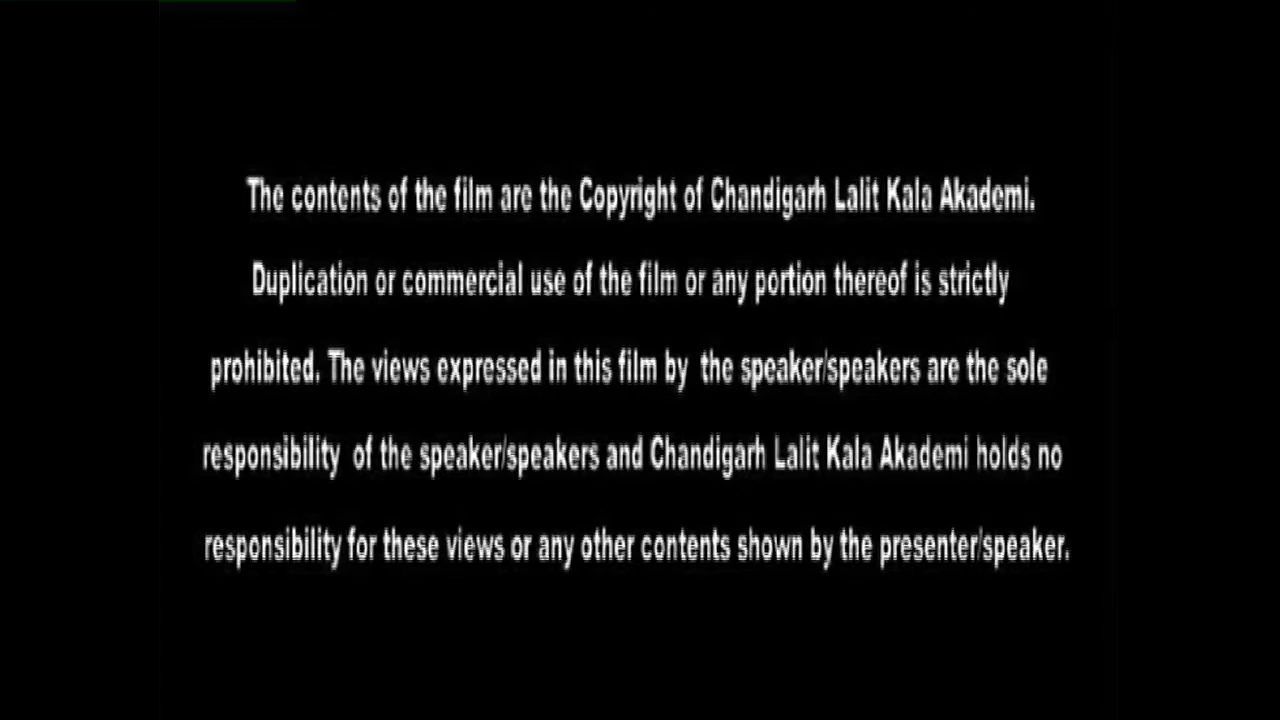 The contents of the film are the Copyright of Chandigarh Lalit Kala Akademi.
Duplication or commercial use of the film or any portion thereof is strictly
prohibited. The views expressed in this film by the speaker/speakers are the sole
responsibility of the speaker/speakers and Chandigarh Lalit Kala Akademi holds no
responsibility for these views or any other contents shown by the presenter/speaker.